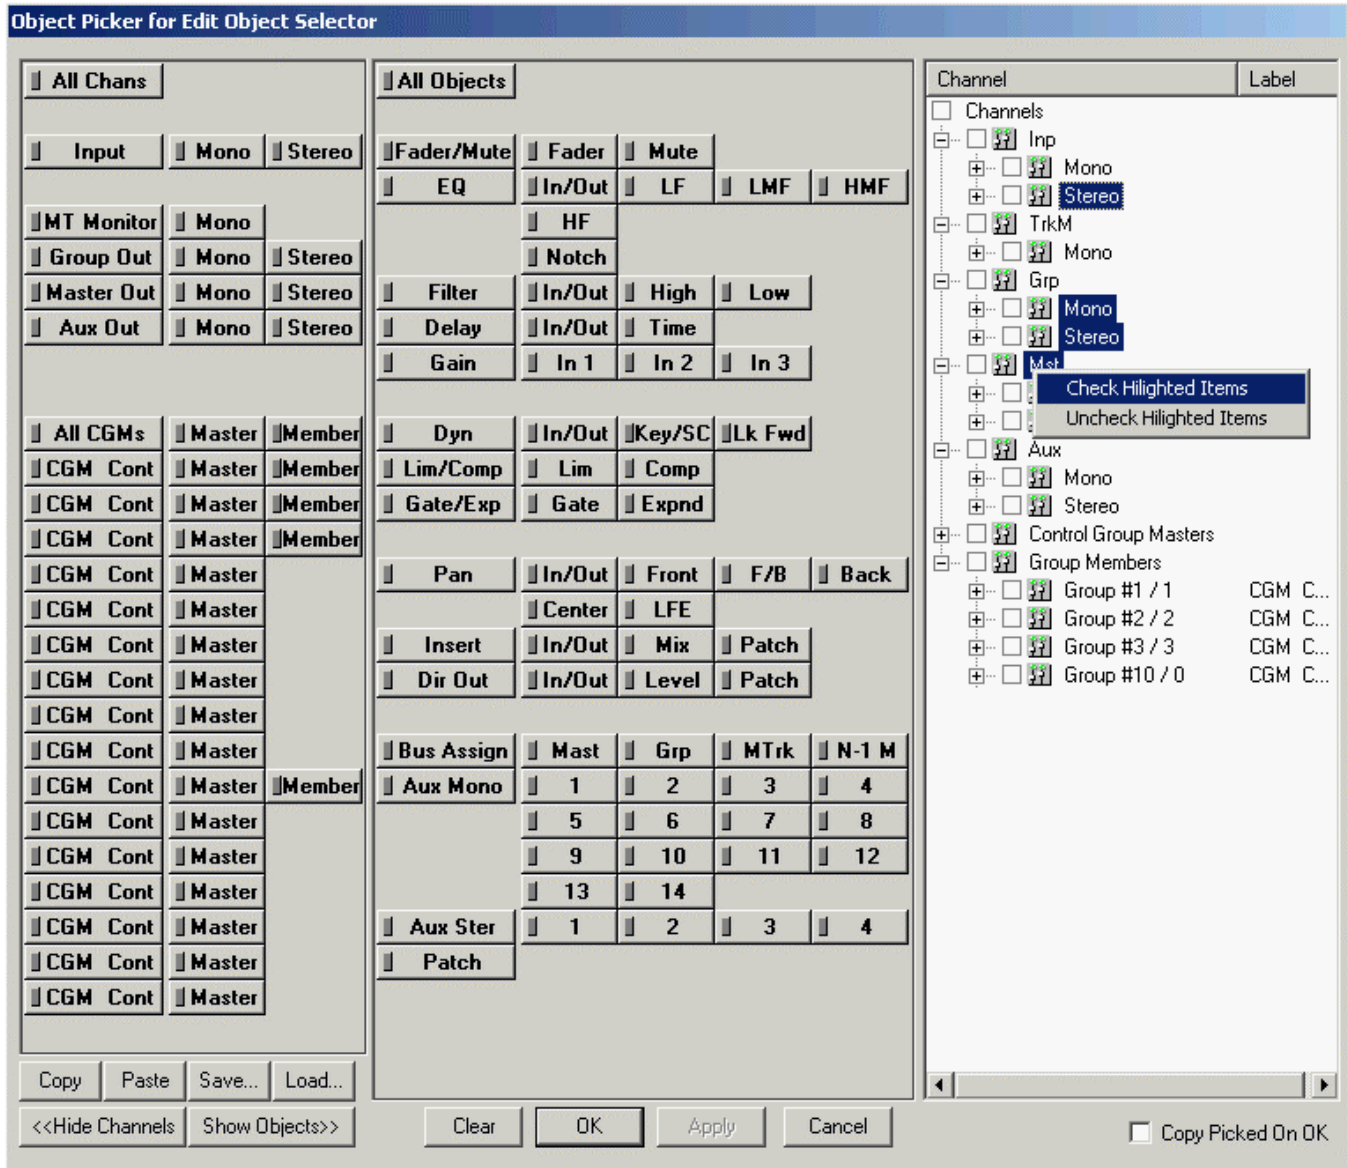 Object Picker for Edit Object Selector
All Chans
Input Mono Stereo
MT Monitor Mono
Group Out Mono Stereo
Master Out Mono Stereo
Aux Out Mono Stereo
All CGMs Master Member
CGM Cont Master Member
CGM Cont Master Member
CGM Cont Master Member
CGM Cont Master
CGM Cont Master
CGM Cont Master
CGM Cont Master
CGM Cont Master
CGM Cont Master
CGM Cont Master Member
CGM Cont Master
CGM Cont Master
CGM Cont Master
CGM Cont Master
CGM Cont Master
CGM Cont Master
Copy Paste Save... Load...
<<Hide Channels Show Objects>>
All Objects
Fader/Mute Fader Mute
EQ In/Out LF LMF HMF
HF
Notch
Filter In/Out High Low
Delay In/Out Time
Gain In 1 In 2 In 3
Dyn In/Out Key/SC Lk Fwd
Lim/Comp Lim Comp
Gate/Exp Gate Expnd
Pan In/Out Front F/B Back
Center LFE
Insert In/Out Mix Patch
Dir Out In/Out Level Patch
Bus Assign Mast Grp MTrk N-1 M
Aux Mono 1 2 3 4
5 6 7 8
9 10 11 12
13 14
Aux Ster 1 2 3 4
Patch
Clear OK Apply Cancel
Channel Label
Channels
Inp
Mono
Stereo
TrkM
Mono
Grp
Mono
Stereo
Mst
Check Hilighted Items
Uncheck Hilighted Items
Aux
Mono
Stereo
Control Group Masters
Group Members
Group #1 / 1 CGM C...
Group #2 / 2 CGM C...
Group #3 / 3 CGM C...
Group #10 / 0 CGM C...
Copy Picked On OK